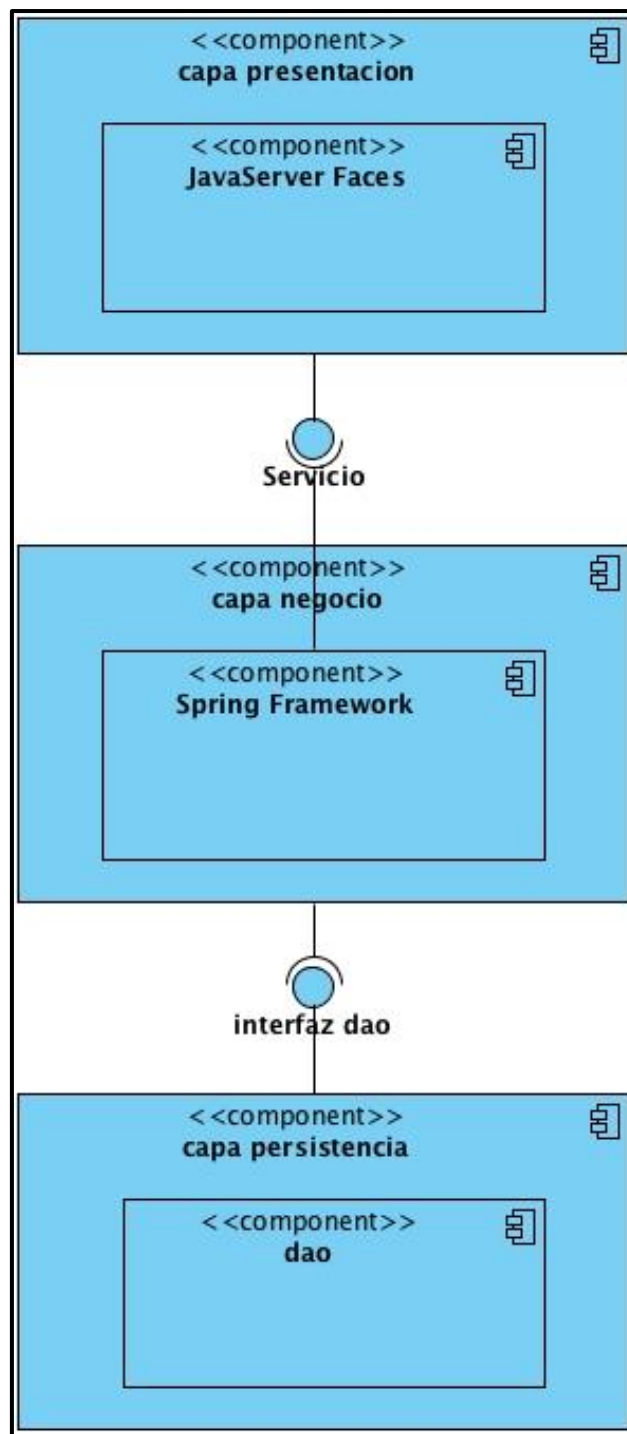 <<component>>
capa presentacion
<<component>>
JavaServer Faces
Servicio
<<component>>
capa negocio
<<component>>
Spring Framework
interfaz dao
<<component>>
capa persistencia
<<component>>
dao